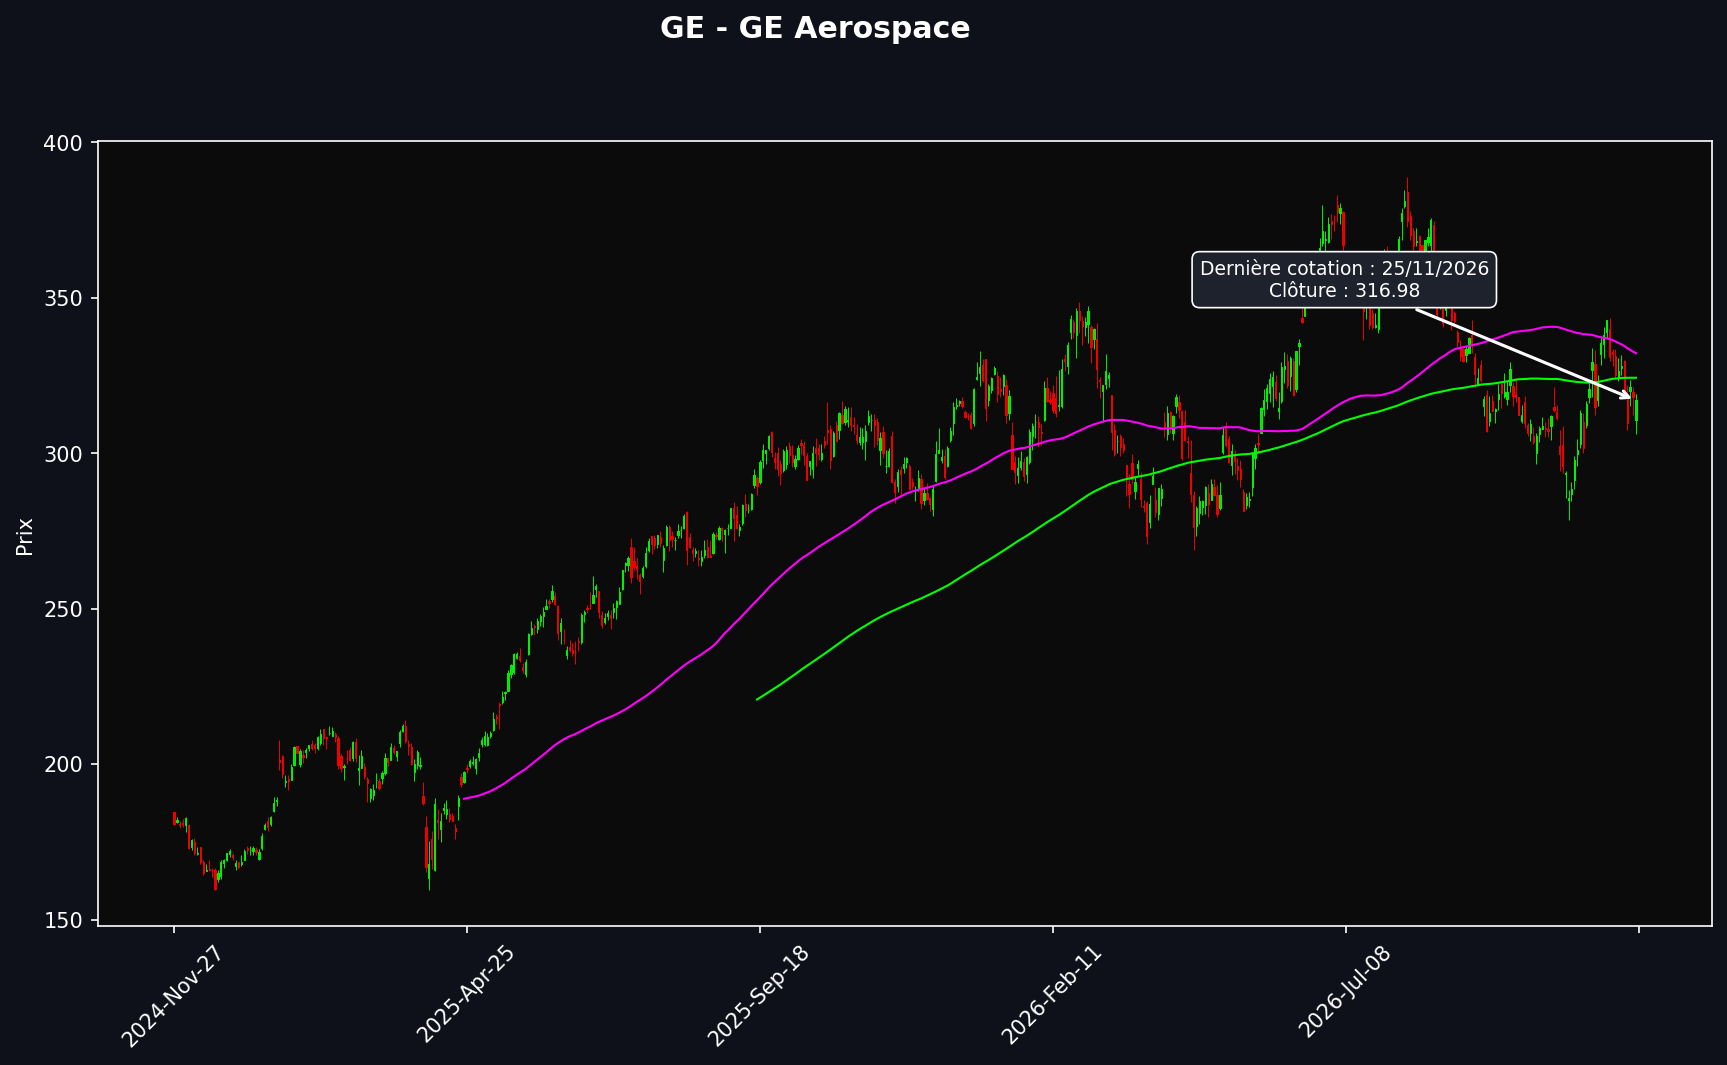 GE - GE Aerospace
Dernière cotation : 25/11/2026
Clôture : 316.98
Prix
400
350
300
250
200
150
2024-Nov-27
2025-Apr-25
2025-Sep-18
2026-Feb-11
2026-Jul-08